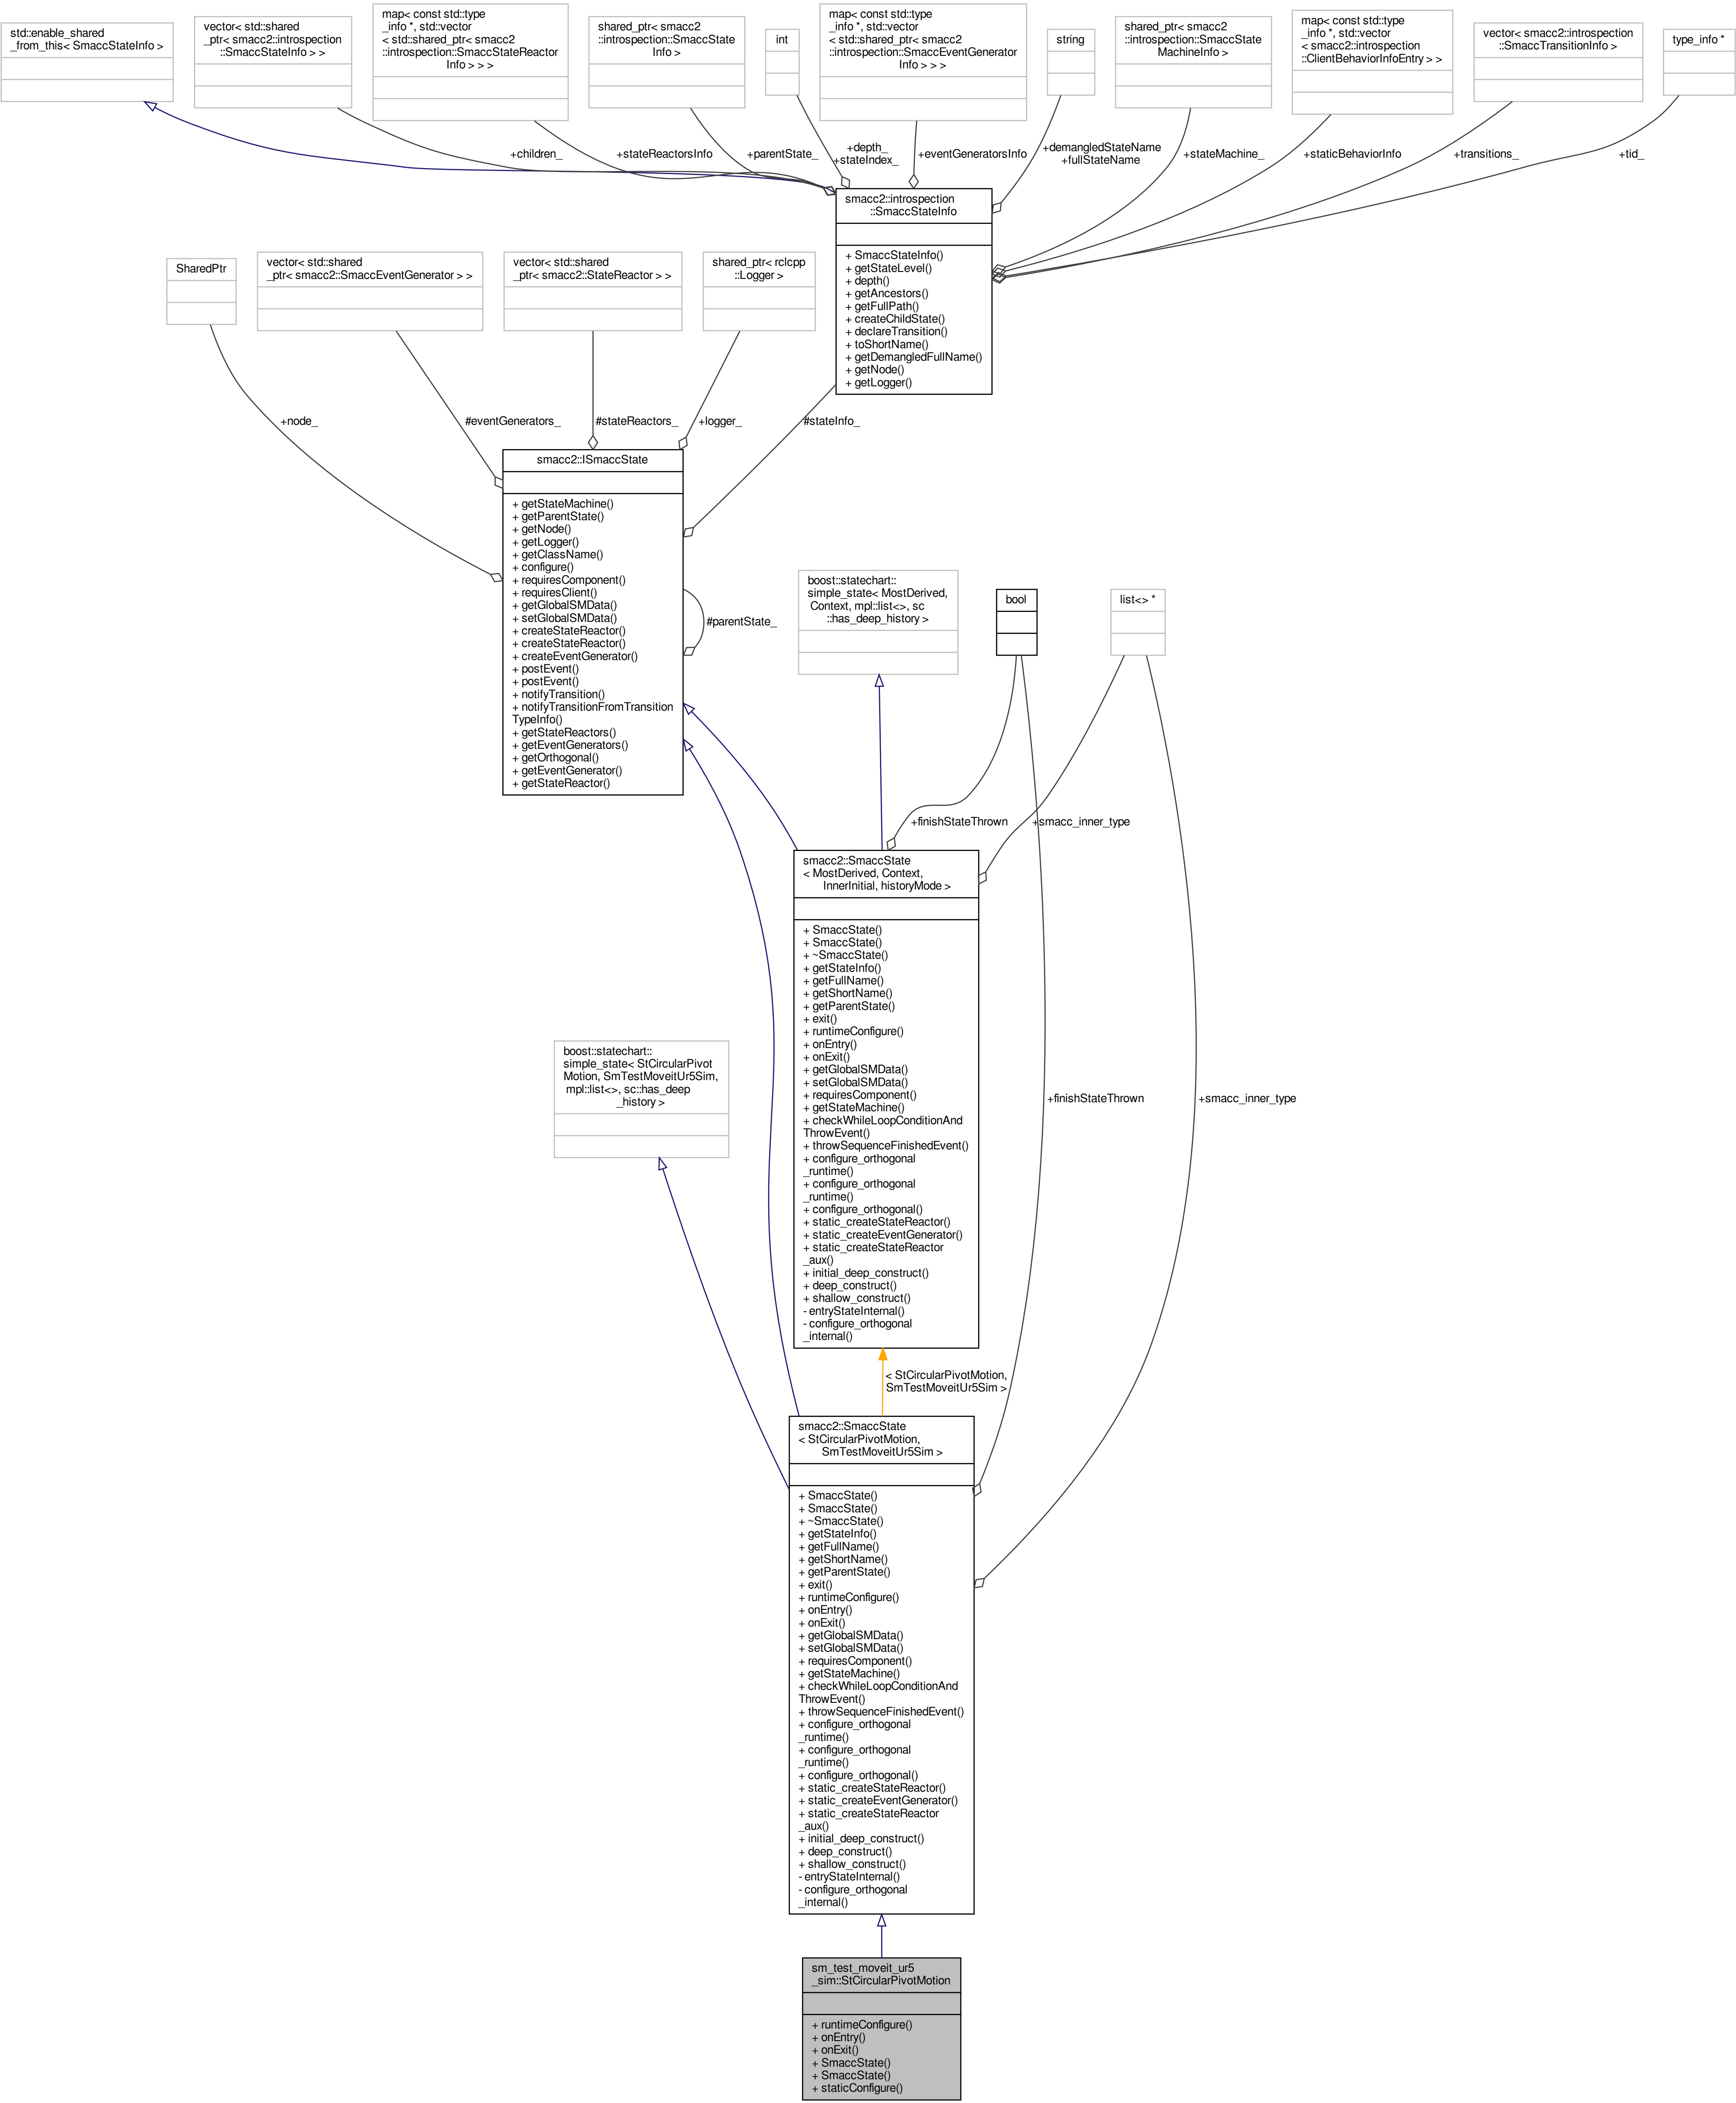 std::enable_shared
_from_this< SmaccStateInfo >
vector< std::shared
_ptr< smacc2::introspection
::SmaccStateInfo > >
map< const std::type
_info *, std::vector
< std::shared_ptr< smacc2
::introspection::SmaccStateReactor
Info > > >
shared_ptr< smacc2
::introspection::SmaccState
Info >
int
map< const std::type
_info *, std::vector
< std::shared_ptr< smacc2
::introspection::SmaccEventGenerator
Info > > >
string
shared_ptr< smacc2
::introspection::SmaccState
MachineInfo >
map< const std::type
_info *, std::vector
< smacc2::introspection
::ClientBehaviorInfoEntry > >
vector< smacc2::introspection
::SmaccTransitionInfo >
type_info *
+children_
+stateReactorsInfo
+parentState_
+depth_
+stateIndex_
+eventGeneratorsInfo
+demangledStateName
+fullStateName
+stateMachine_
+staticBehaviorInfo
+transitions_
+tid_
smacc2::introspection
::SmaccStateInfo
+ SmaccStateInfo()
+ getStateLevel()
+ depth()
+ getAncestors()
+ getFullPath()
+ createChildState()
+ declareTransition()
+ toShortName()
+ getDemangledFullName()
+ getNode()
+ getLogger()
SharedPtr
vector< std::shared
_ptr< smacc2::SmaccEventGenerator > >
vector< std::shared
_ptr< smacc2::StateReactor > >
shared_ptr< rclcpp
::Logger >
+node_
#eventGenerators_
#stateReactors_
+logger_
#stateInfo_
smacc2::ISmaccState
+ getStateMachine()
+ getParentState()
+ getNode()
+ getLogger()
+ getClassName()
+ configure()
+ requiresComponent()
+ requiresClient()
+ getGlobalSMData()
+ setGlobalSMData()
+ createStateReactor()
+ createStateReactor()
+ createEventGenerator()
+ postEvent()
+ postEvent()
+ notifyTransition()
+ notifyTransitionFromTransition
TypeInfo()
+ getStateReactors()
+ getEventGenerators()
+ getOrthogonal()
+ getEventGenerator()
+ getStateReactor()
#parentState_
boost::statechart::
simple_state< MostDerived,
Context, mpl::list<>, sc
::has_deep_history >
bool
list<> *
+finishStateThrown
+smacc_inner_type
smacc2::SmaccState
< MostDerived, Context,
InnerInitial, historyMode >
+ SmaccState()
+ SmaccState()
+ ~SmaccState()
+ getStateInfo()
+ getFullName()
+ getShortName()
+ getParentState()
+ exit()
+ runtimeConfigure()
+ onEntry()
+ onExit()
+ getGlobalSMData()
+ setGlobalSMData()
+ requiresComponent()
+ getStateMachine()
+ checkWhileLoopConditionAnd
ThrowEvent()
+ throwSequenceFinishedEvent()
+ configure_orthogonal
_runtime()
+ configure_orthogonal
_runtime()
+ configure_orthogonal()
+ static_createStateReactor()
+ static_createEventGenerator()
+ static_createStateReactor
_aux()
+ initial_deep_construct()
+ deep_construct()
+ shallow_construct()
- entryStateInternal()
- configure_orthogonal
_internal()
boost::statechart::
simple_state< StCircularPivot
Motion, SmTestMoveitUr5Sim,
mpl::list<>, sc::has_deep
_history >
+finishStateThrown
+smacc_inner_type
< StCircularPivotMotion,
SmTestMoveitUr5Sim >
smacc2::SmaccState
< StCircularPivotMotion,
SmTestMoveitUr5Sim >
+ SmaccState()
+ SmaccState()
+ ~SmaccState()
+ getStateInfo()
+ getFullName()
+ getShortName()
+ getParentState()
+ exit()
+ runtimeConfigure()
+ onEntry()
+ onExit()
+ getGlobalSMData()
+ setGlobalSMData()
+ requiresComponent()
+ getStateMachine()
+ checkWhileLoopConditionAnd
ThrowEvent()
+ throwSequenceFinishedEvent()
+ configure_orthogonal
_runtime()
+ configure_orthogonal
_runtime()
+ configure_orthogonal()
+ static_createStateReactor()
+ static_createEventGenerator()
+ static_createStateReactor
_aux()
+ initial_deep_construct()
+ deep_construct()
+ shallow_construct()
- entryStateInternal()
- configure_orthogonal
_internal()
sm_test_moveit_ur5
_sim::StCircularPivotMotion
+ runtimeConfigure()
+ onEntry()
+ onExit()
+ SmaccState()
+ SmaccState()
+ staticConfigure()